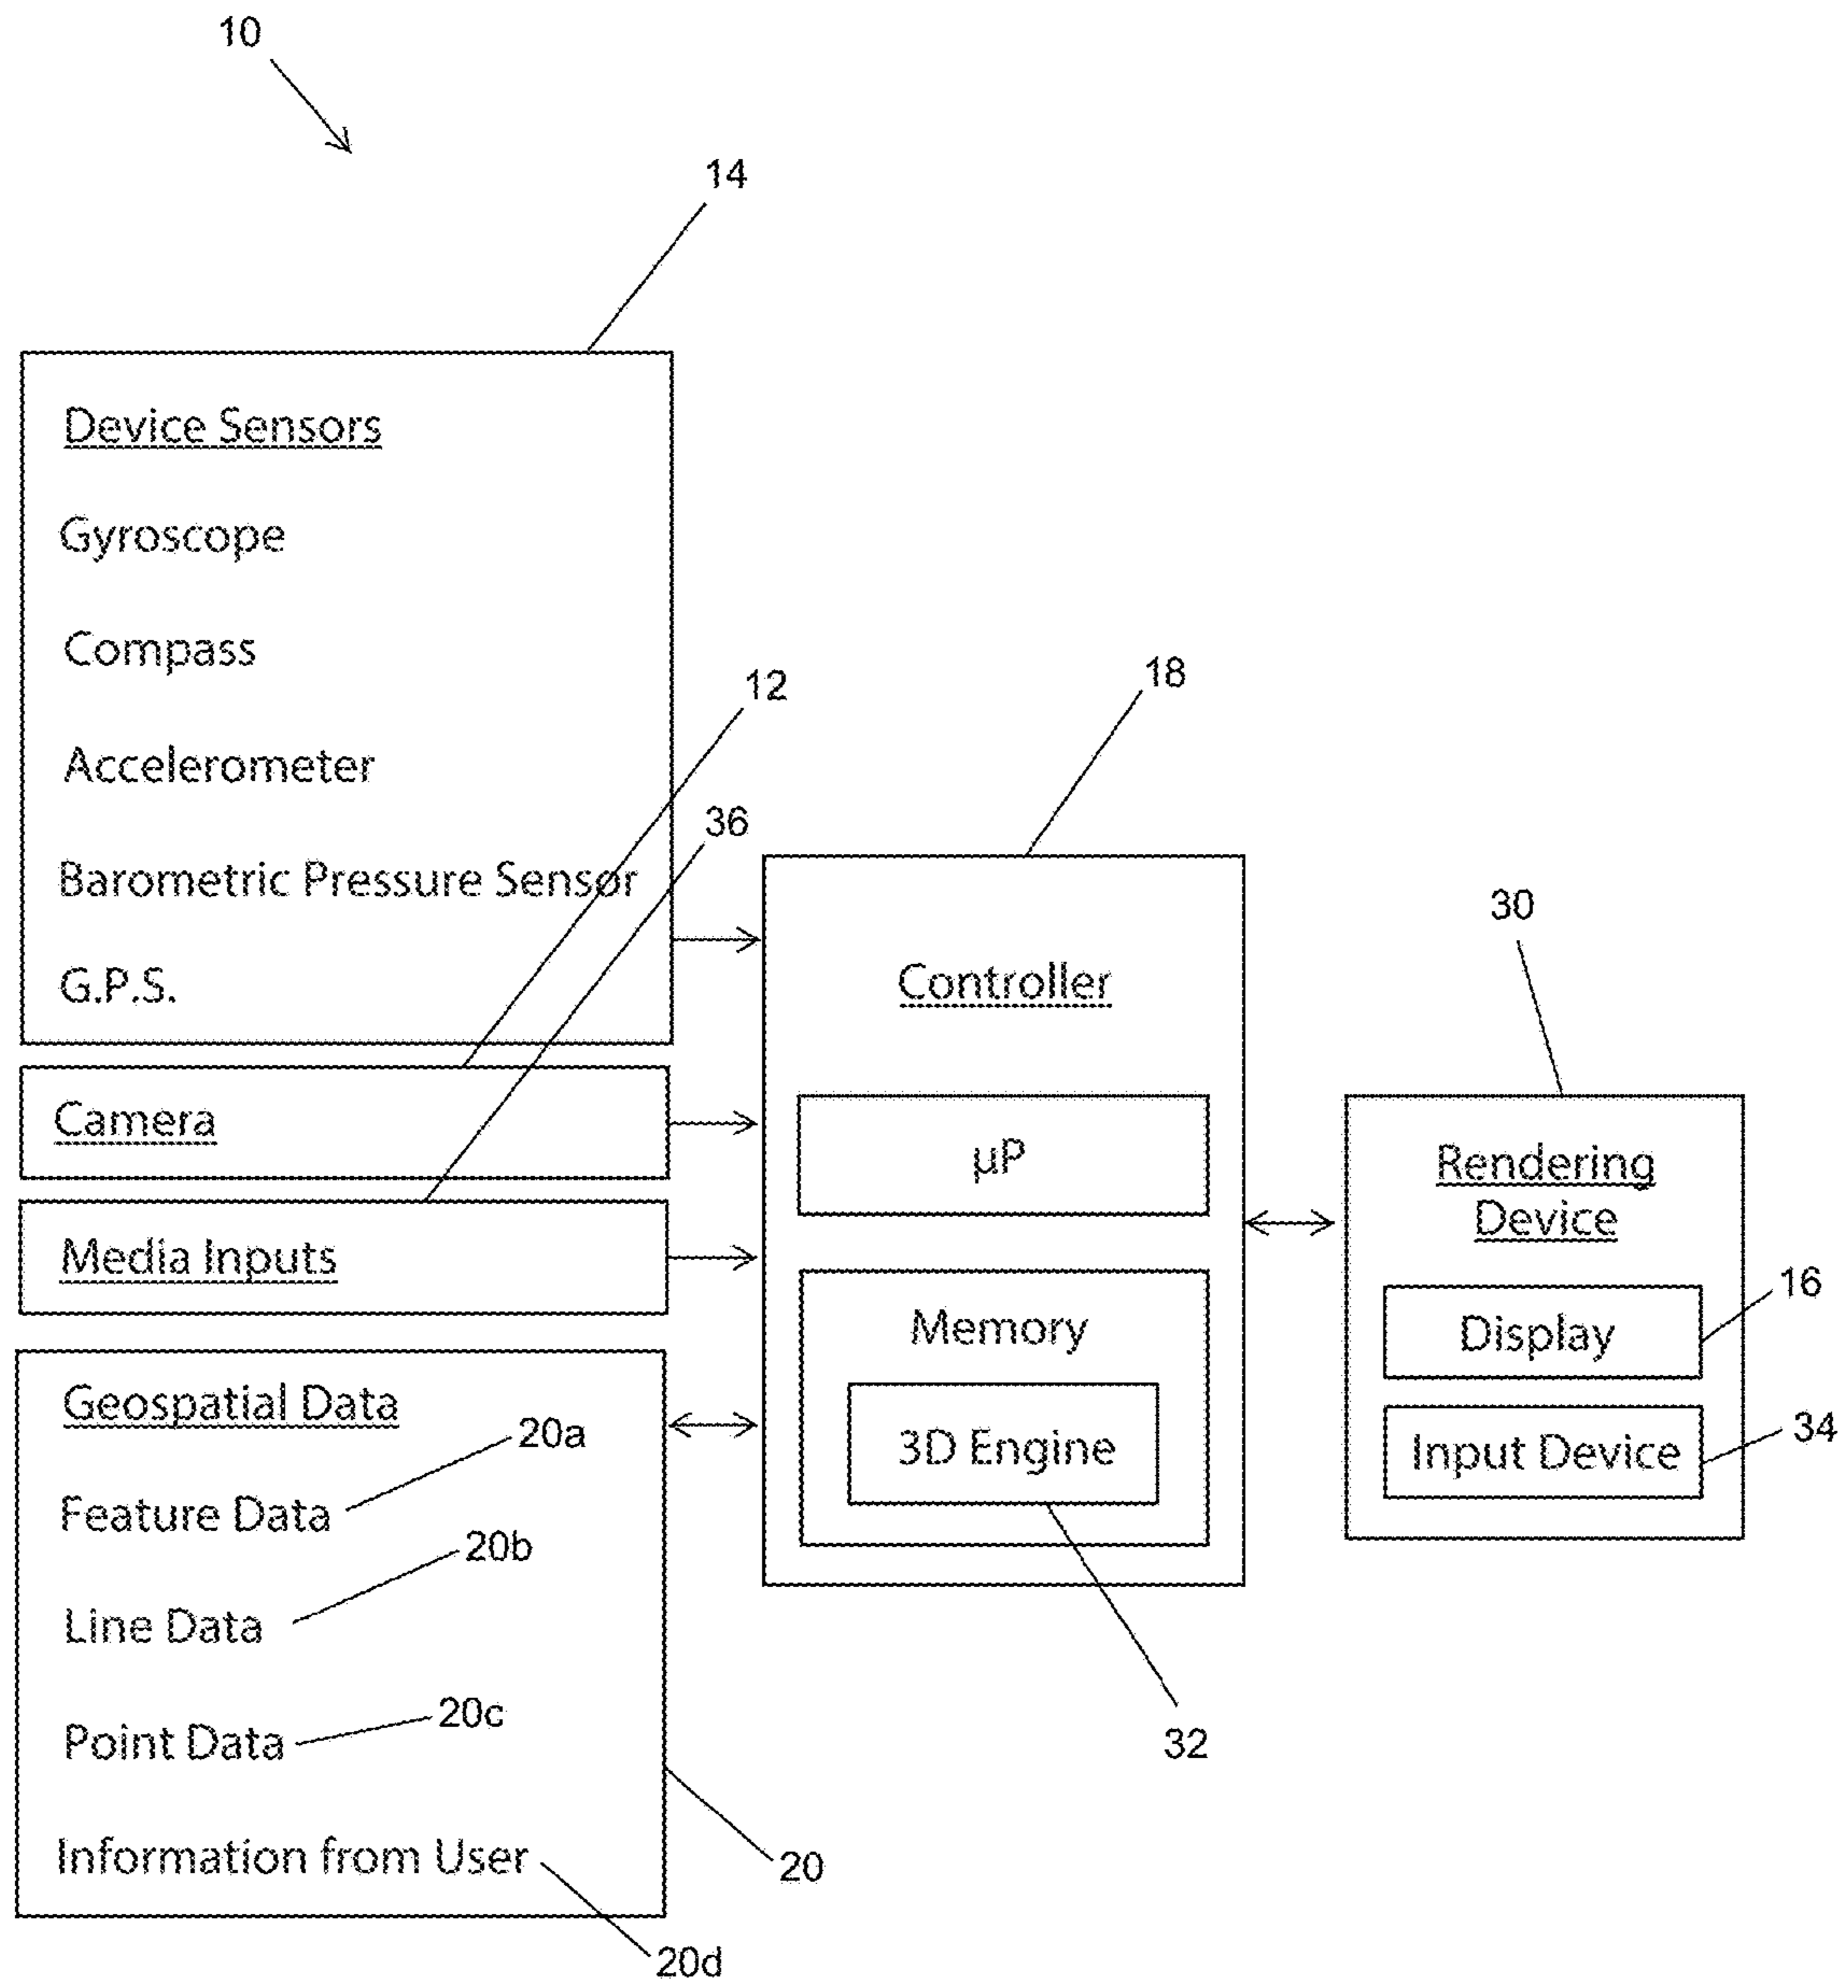 10
14
Device Sensors
Gyroscope
Compass
12
18
Accelerometer
36
Barometric Pressure Sensor
30
G.P.S.
Controller
Camera
µP
Rendering
Device
Media Inputs
16
Memory
Display
Geospatial Data
20a
3D Engine
Input Device
34
Feature Data
20b
Line Data
20c
Point Data
32
Information from User
20
20d